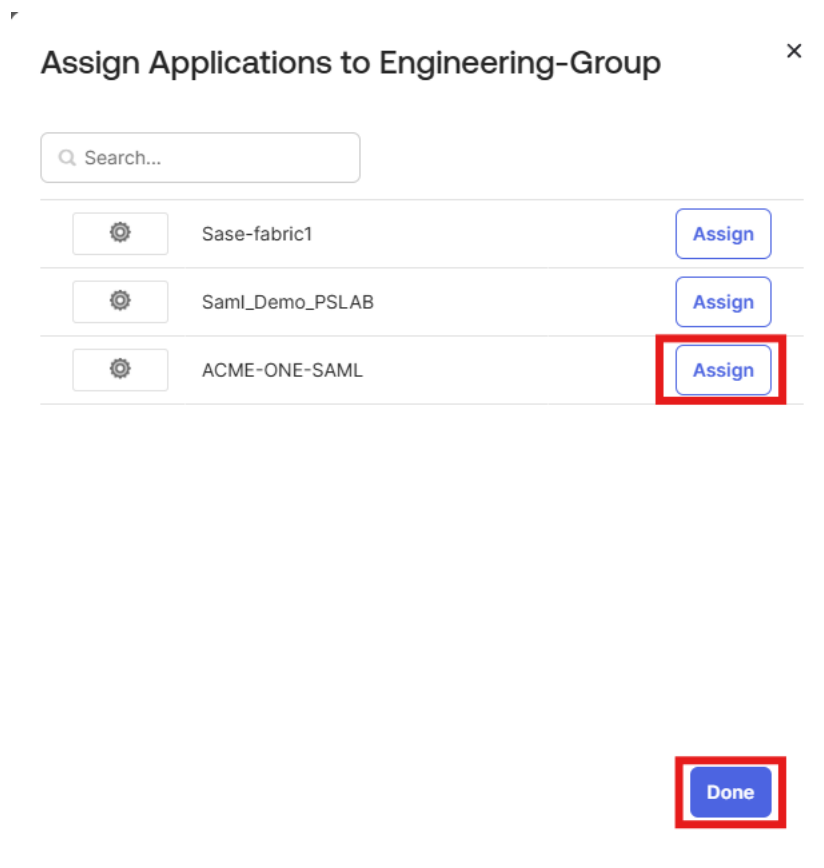 Assign Applications to Engineering-Group
Search...
Sase-fabric1 Assign
Saml_Demo_PSLAB Assign
ACME-ONE-SAML Assign
Done